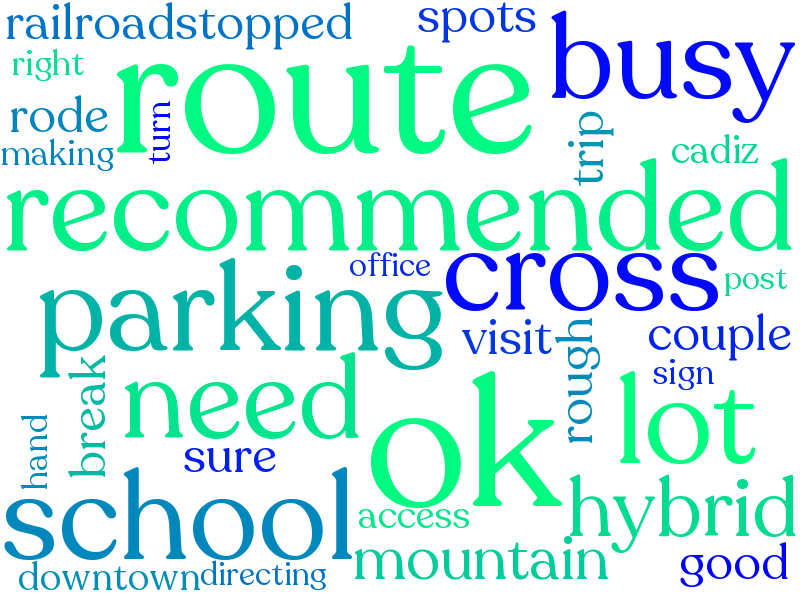 railroadstopped
spots
busy
right
route
rode
turn
making
trip
cadiz
recommended
office
cross
post
parking
visit
couple
rough
sign
break
need
ok
lot
hand
sure
school
access
hybrid
mountain
good
downtown
directing